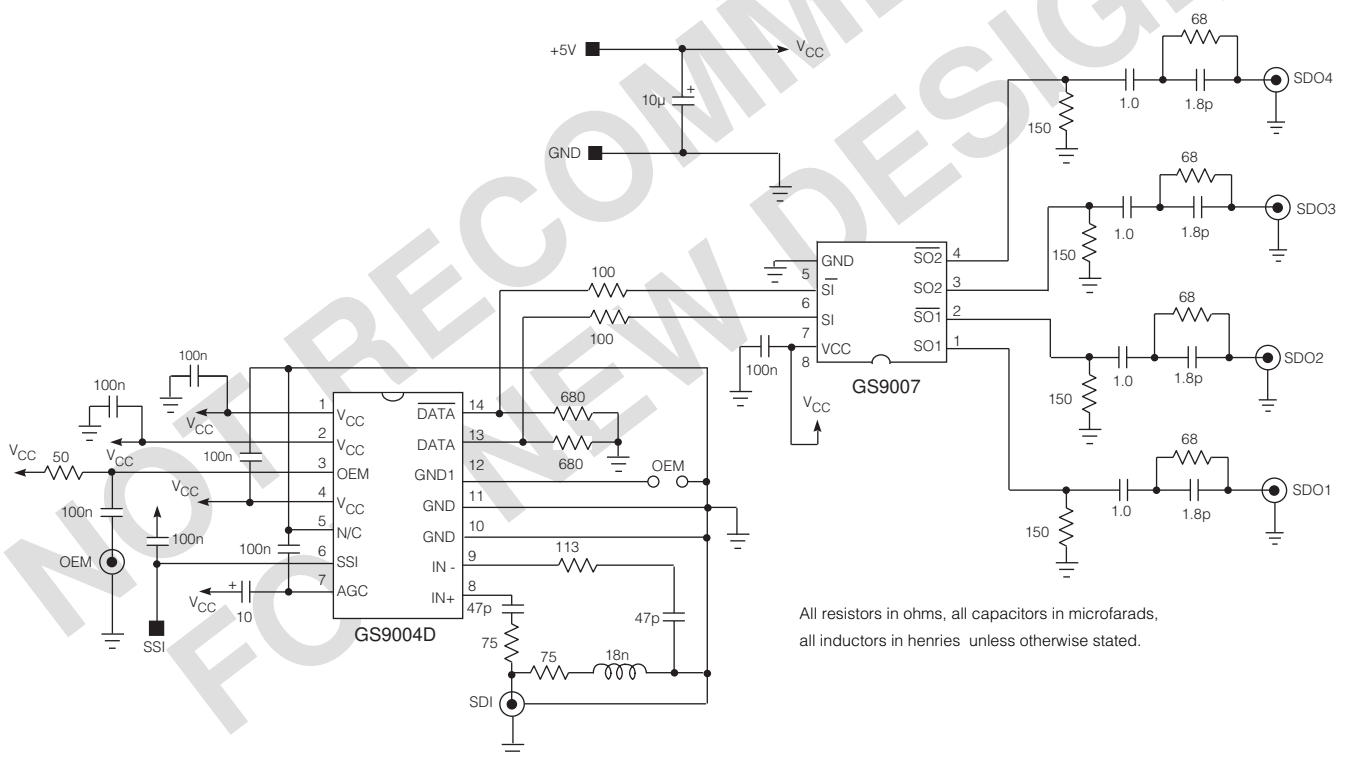 NOT RECOMM
NEW DESIG
+5V
VCC
10µ
+
GND
68
1.0
1.8p
SDO4
150
68
1.0
1.8p
SDO3
150
68
1.0
1.8p
SDO2
150
68
1.0
1.8p
SDO1
150
GND
5
SI
6
SI
7
VCC
8
SO2
4
SO2
3
SO1
2
SO1
1
GS9007
100
100
100n
VCC
100n
VCC
100n
VCC
VCC
50
100n
OEM
100n
VCC
100n
SSI
100n
VCC
+
10
1
VCC
2
VCC
3
OEM
4
VCC
5
N/C
6
SSI
7
AGC
DATA
14
DATA
13
GND1
12
GND
11
GND
10
IN -
9
IN+
8
GS9004D
680
680
OEM
113
47p
47p
75
75
18n
SDI
All resistors in ohms, all capacitors in microfarads,
all inductors in henries unless otherwise stated.